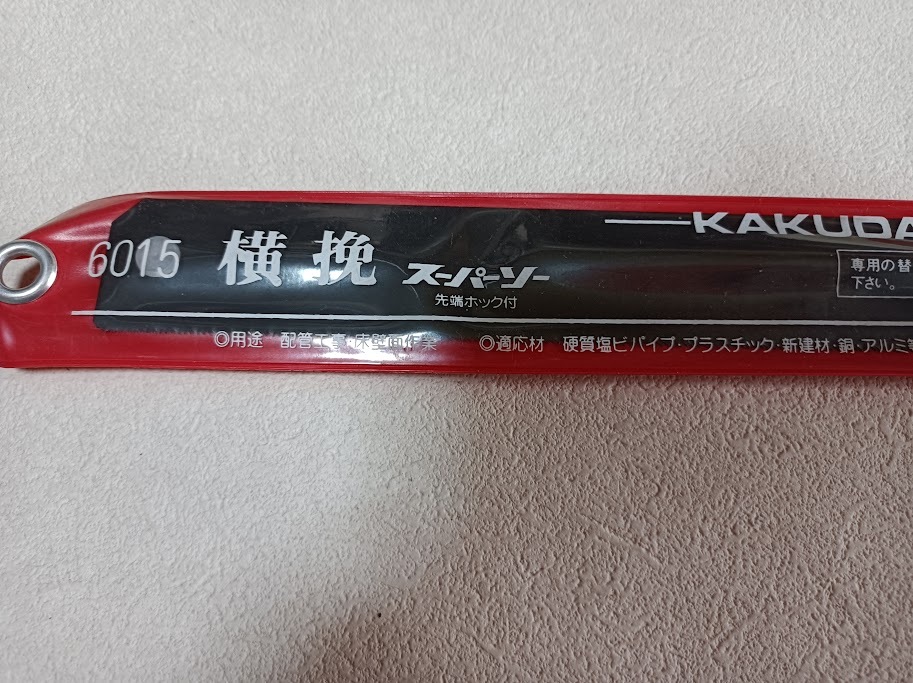 KAKUDA
6015 横挽 スーパーソー
先端ホック付
専用の替
下さい。
◎用途 配管工事・床壁面作業 ◎適応材 硬質塩ビパイプ・プラスチック・新建材・銅・アルミ等